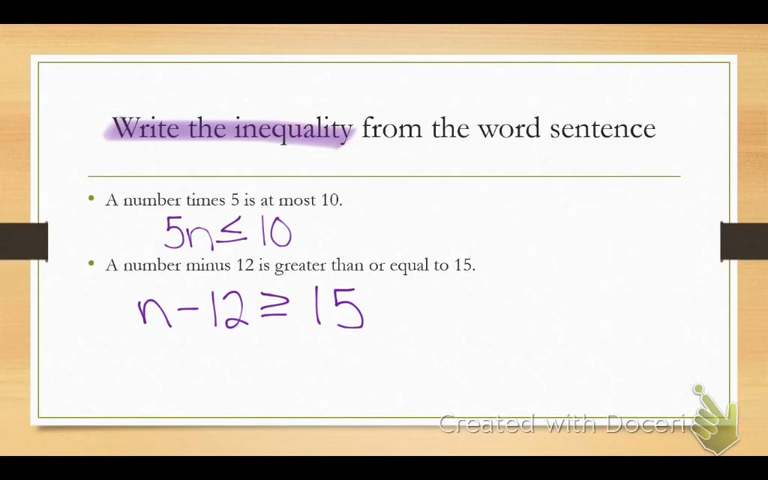 Write the inequality from the word sentence
• A number times 5 is at most 10.
5n ≤ 10
• A number minus 12 is greater than or equal to 15.
n - 12 ≥ 15
Created with Doceri